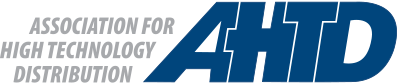 ASSOCIATION FOR
HIGH TECHNOLOGY
DISTRIBUTION
AHTD